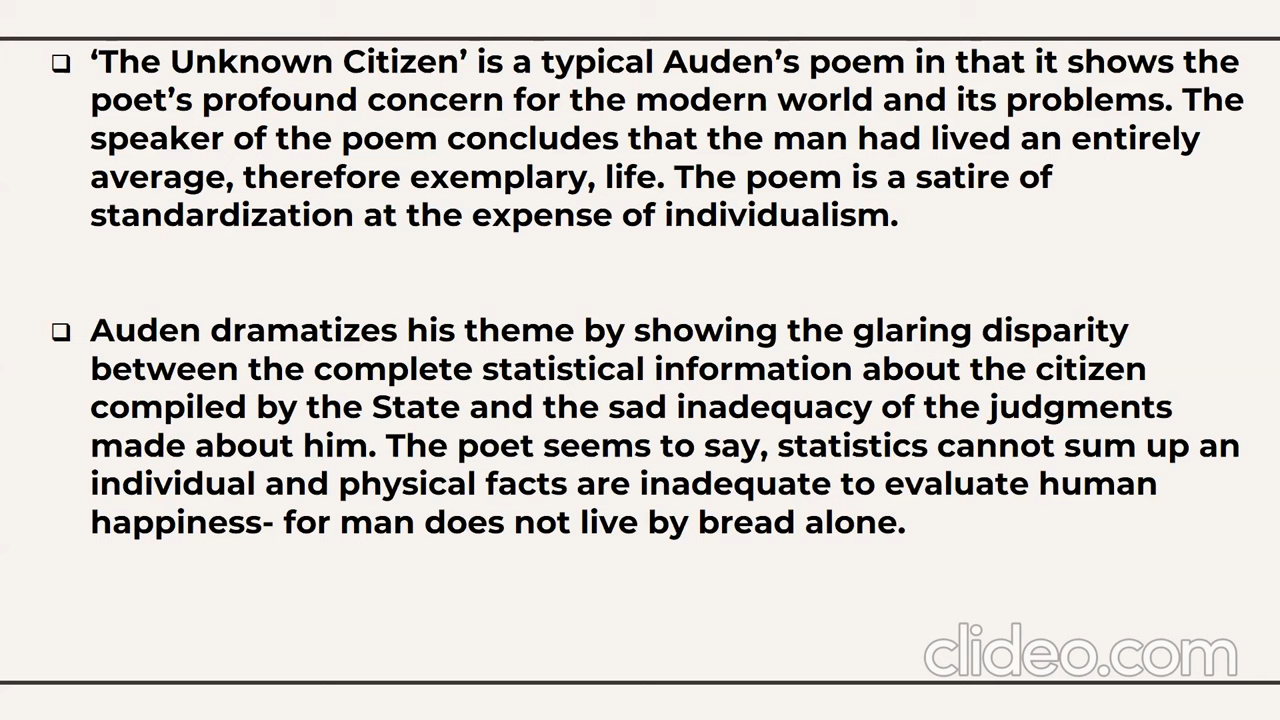 ❑ ‘The Unknown Citizen’ is a typical Auden’s poem in that it shows the
poet’s profound concern for the modern world and its problems. The
speaker of the poem concludes that the man had lived an entirely
average, therefore exemplary, life. The poem is a satire of
standardization at the expense of individualism.
❑ Auden dramatizes his theme by showing the glaring disparity
between the complete statistical information about the citizen
compiled by the State and the sad inadequacy of the judgments
made about him. The poet seems to say, statistics cannot sum up an
individual and physical facts are inadequate to evaluate human
happiness- for man does not live by bread alone.
clideo.com